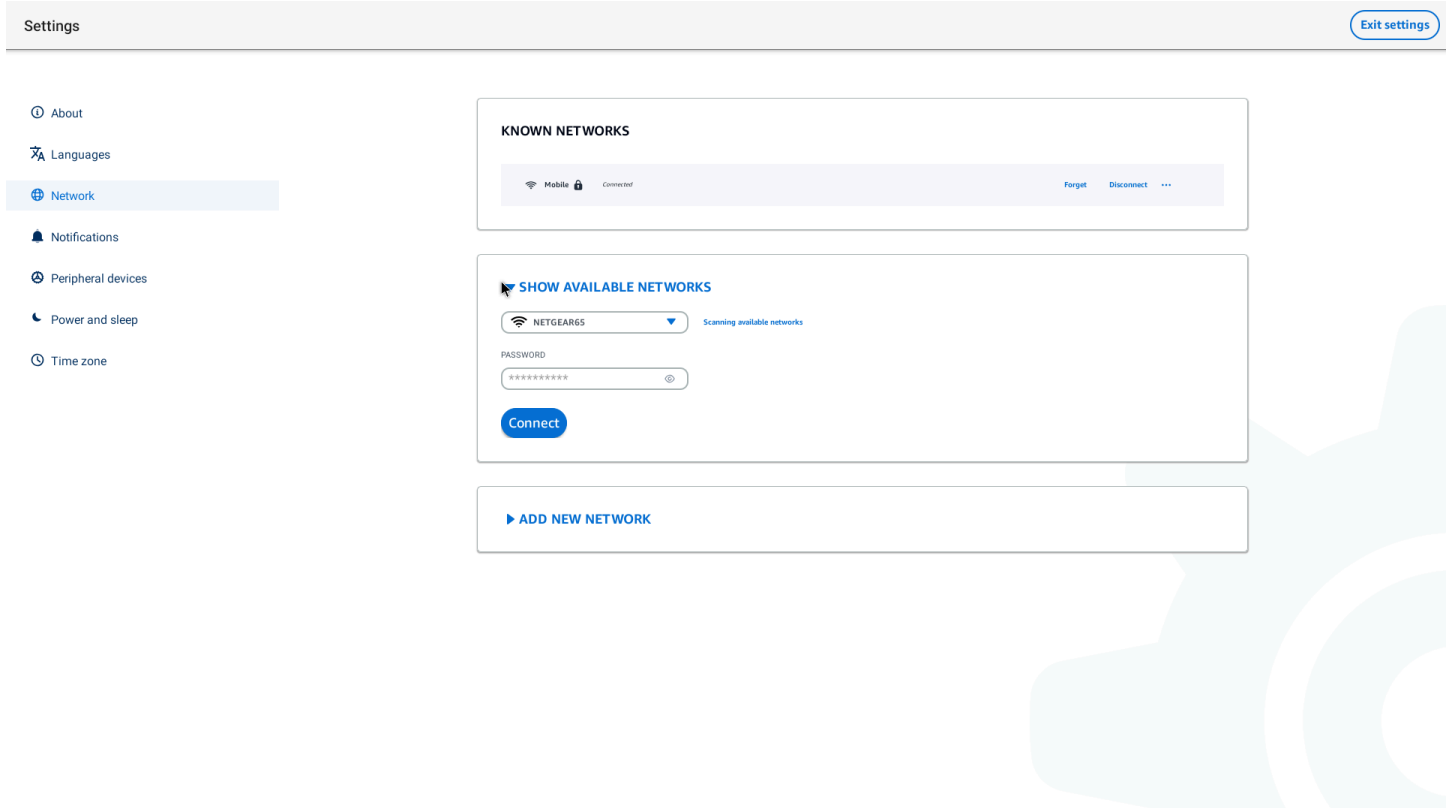 Settings
Exit settings
About
Languages
Network
Notifications
Peripheral devices
Power and sleep
Time zone
KNOWN NETWORKS
Mobile Connected Forget Disconnect ···
SHOW AVAILABLE NETWORKS
NETGEAR65 Scanning available networks
PASSWORD
**********
Connect
ADD NEW NETWORK